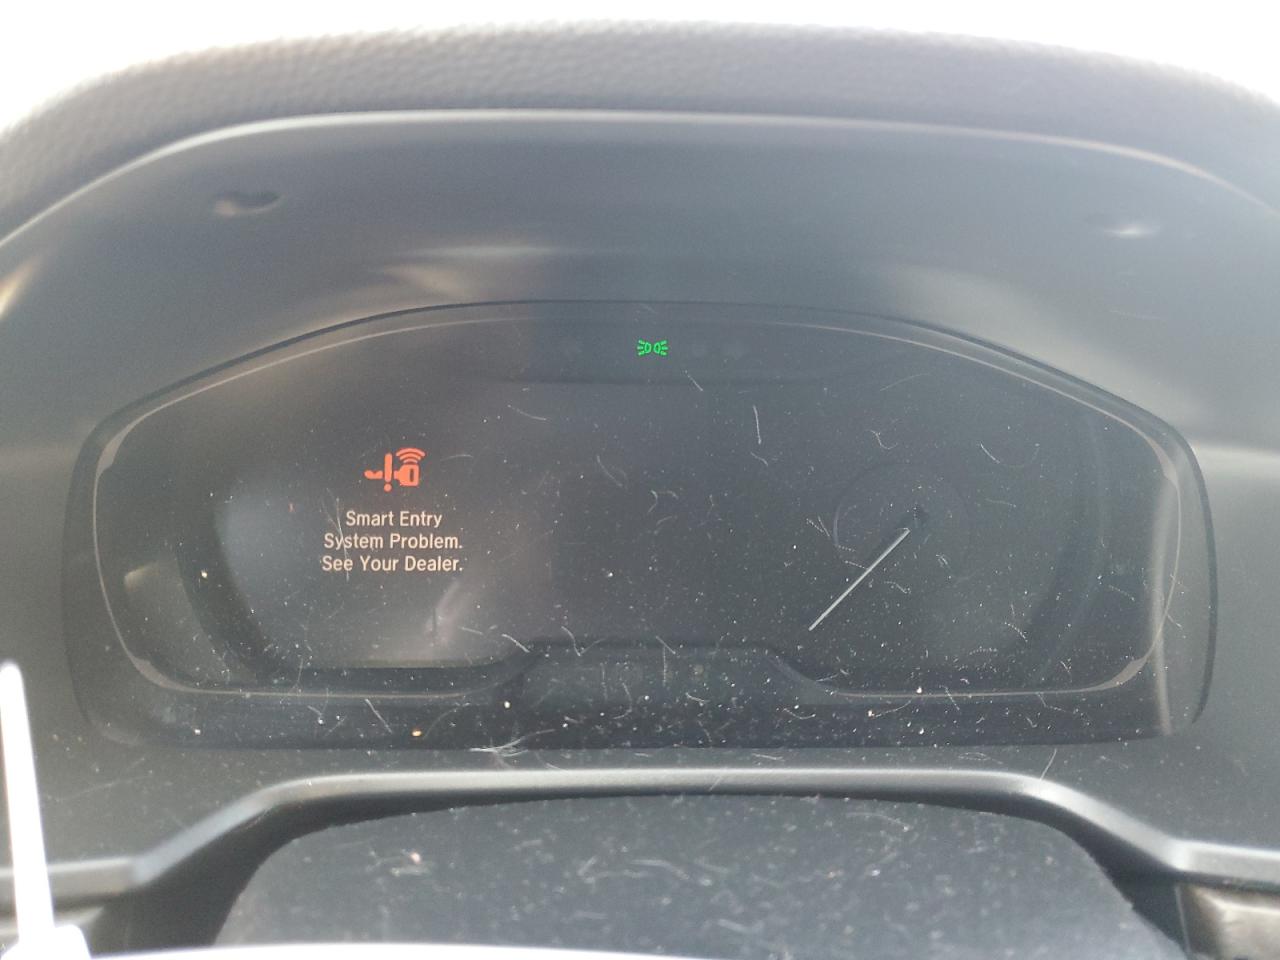 Smart Entry
System Problem.
See Your Dealer.